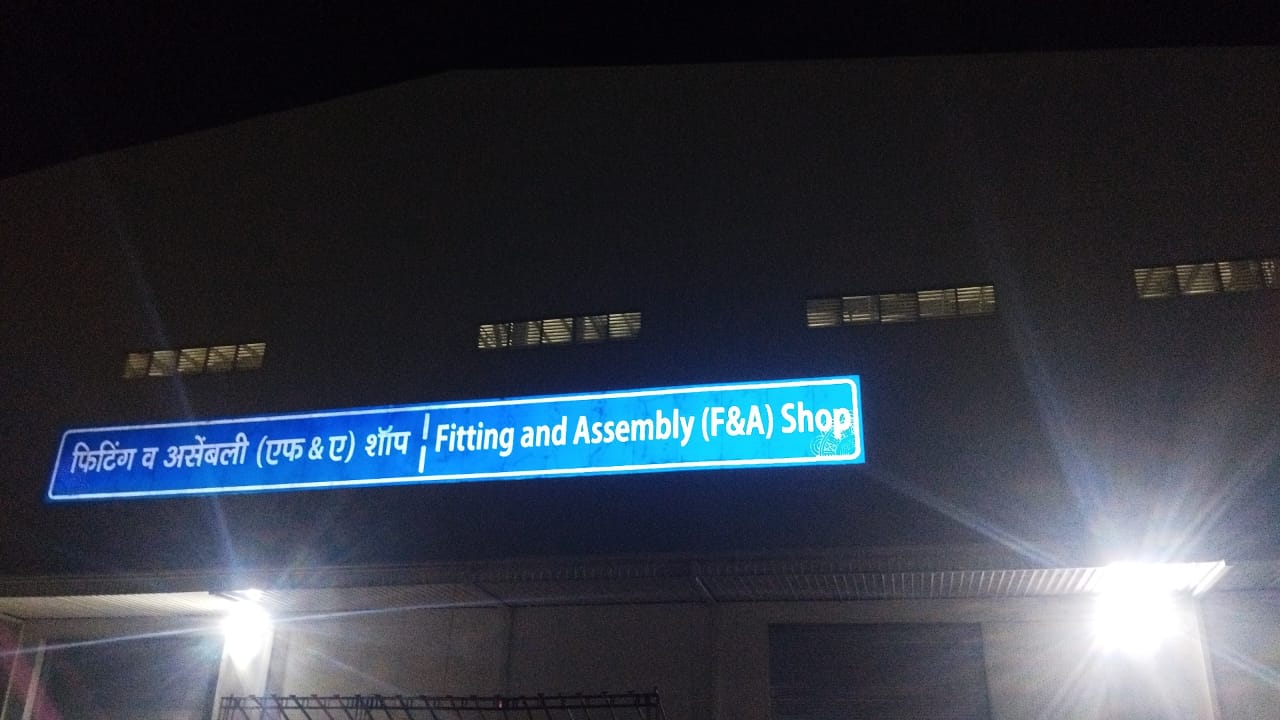 फिटिंग व असेंबली (एफ & ए) शॉप | Fitting and Assembly (F&A) Shop